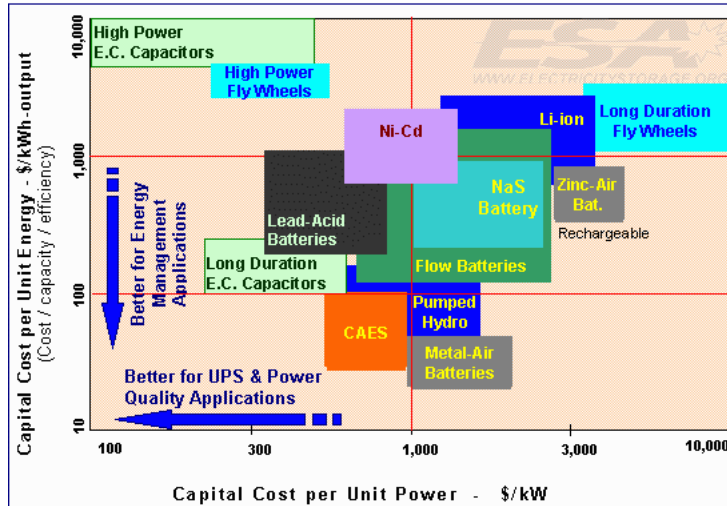 High Power
E.C. Capacitors
ESA
WWW.ELECTRICITYSTORAGE.ORG
High Power
Fly Wheels
Li-ion
Long Duration
Fly Wheels
Ni-Cd
Zinc-Air
Bat.
Rechargeable
NaS
Battery
Lead-Acid
Batteries
Flow Batteries
Long Duration
E.C. Capacitors
Pumped
Hydro
CAES
Metal-Air
Batteries
Better for Energy
Management
Applications
Better for UPS & Power
Quality Applications
Capital Cost per Unit Energy - $/kWh-output
(Cost / capacity / efficiency)
10,000
1,000
100
10
100
300
1,000
3,000
10,000
Capital Cost per Unit Power - $/kW